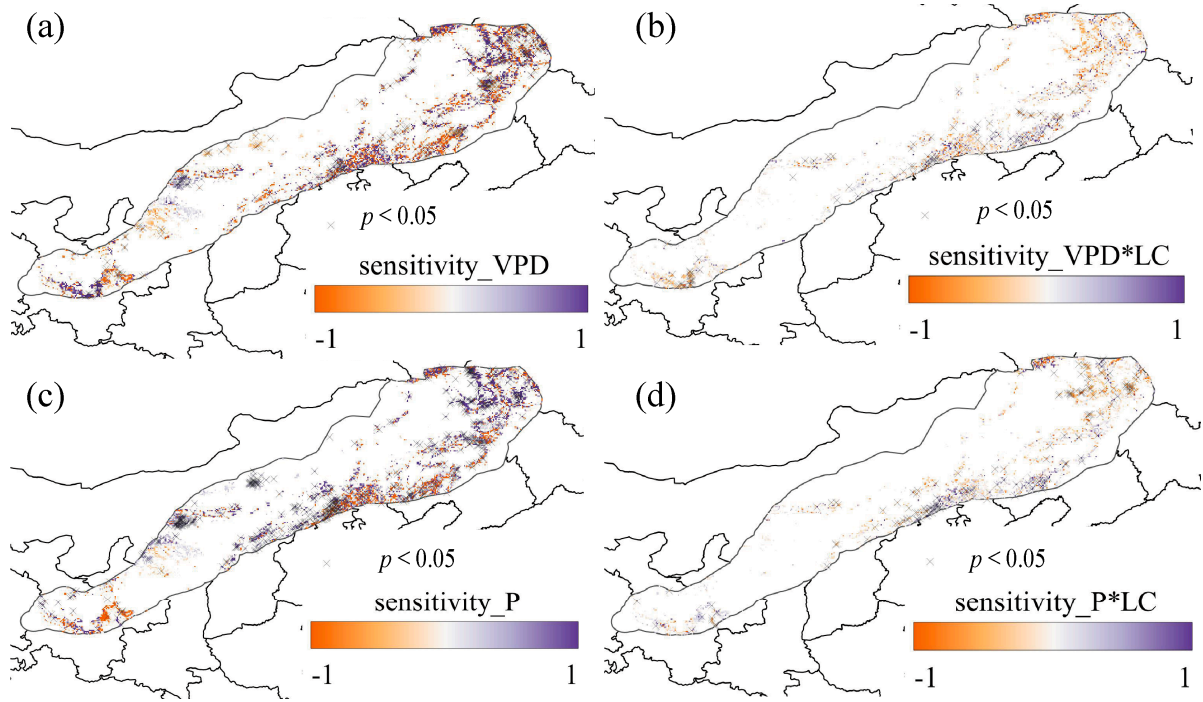 (a)
p < 0.05
sensitivity_VPD
-1 1
(b)
p < 0.05
sensitivity_VPD*LC
-1 1
(c)
p < 0.05
sensitivity_P
-1 1
(d)
p < 0.05
sensitivity_P*LC
-1 1